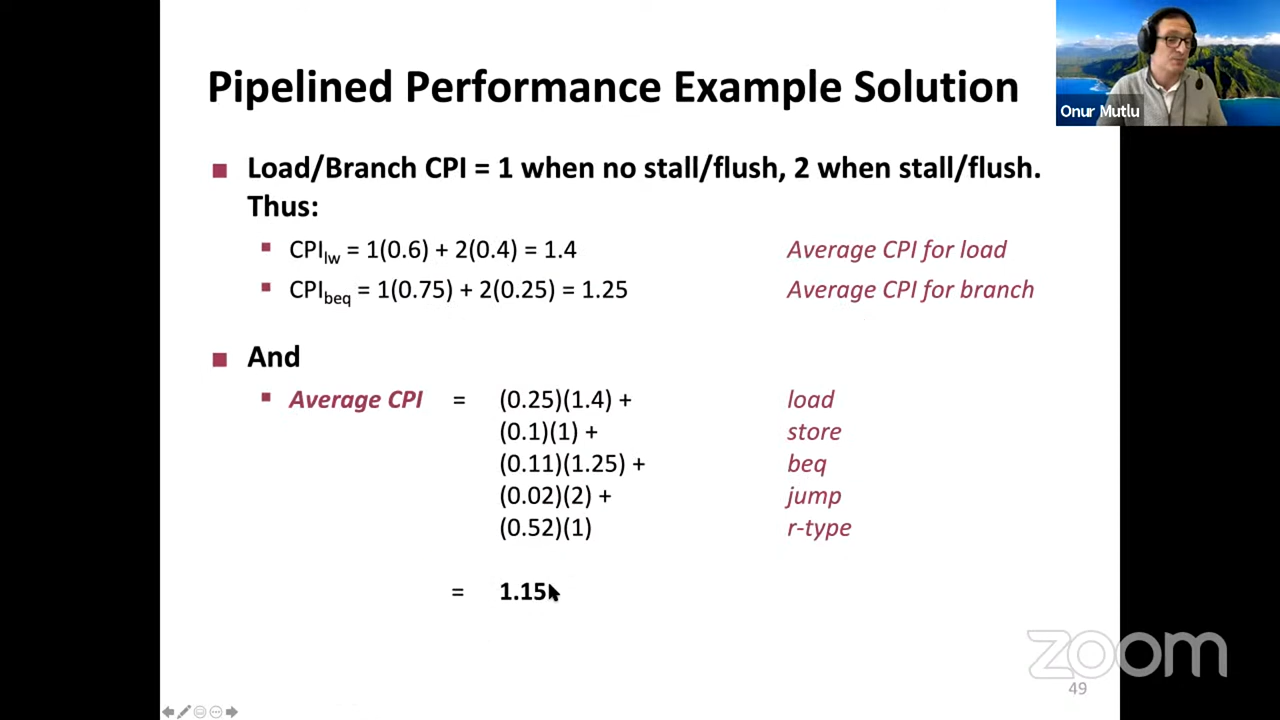 Pipelined Performance Example Solution
Onur Mutlu
■ Load/Branch CPI = 1 when no stall/flush, 2 when stall/flush.
Thus:
▪ CPIlw = 1(0.6) + 2(0.4) = 1.4 Average CPI for load
▪ CPIbeq = 1(0.75) + 2(0.25) = 1.25 Average CPI for branch
■ And
▪ Average CPI = (0.25)(1.4) + load
(0.1)(1) + store
(0.11)(1.25) + beq
(0.02)(2) + jump
(0.52)(1) r-type
= 1.15
zoom
49